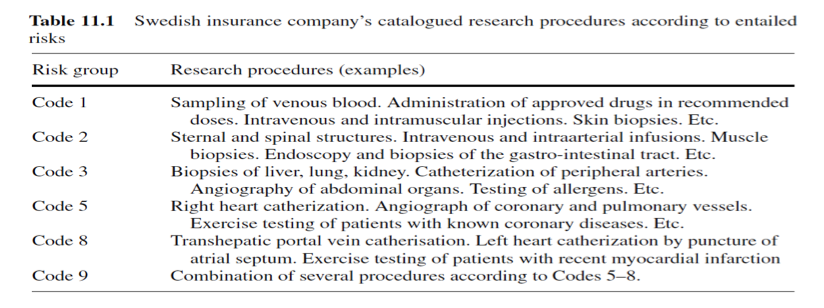 Table 11.1 Swedish insurance company's catalogued research procedures according to entailed
risks
Risk group Research procedures (examples)
Code 1 Sampling of venous blood. Administration of approved drugs in recommended
doses. Intravenous and intramuscular injections. Skin biopsies. Etc.
Code 2 Sternal and spinal structures. Intravenous and intraarterial infusions. Muscle
biopsies. Endoscopy and biopsies of the gastro-intestinal tract. Etc.
Code 3 Biopsies of liver, lung, kidney. Catheterization of peripheral arteries.
Angiography of abdominal organs. Testing of allergens. Etc.
Code 5 Right heart catherization. Angiograph of coronary and pulmonary vessels.
Exercise testing of patients with known coronary diseases. Etc.
Code 8 Transhepatic portal vein catherisation. Left heart catherization by puncture of
atrial septum. Exercise testing of patients with recent myocardial infarction
Code 9 Combination of several procedures according to Codes 5–8.